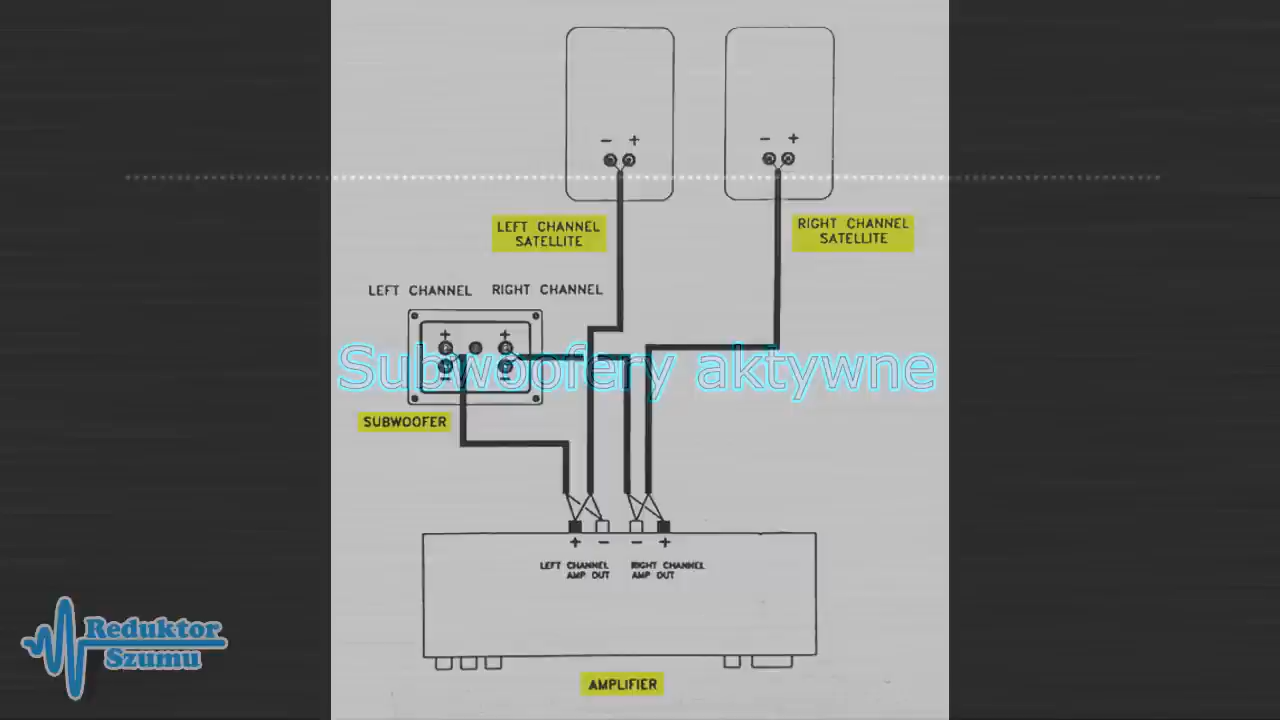 - +
- +
LEFT CHANNEL
SATELLITE
RIGHT CHANNEL
SATELLITE
LEFT CHANNEL RIGHT CHANNEL
+ +
- -
Subwoofery aktywne
SUBWOOFER
+ - - +
LEFT CHANNEL
AMP OUT
RIGHT CHANNEL
AMP OUT
Reduktor
Szumu
AMPLIFIER